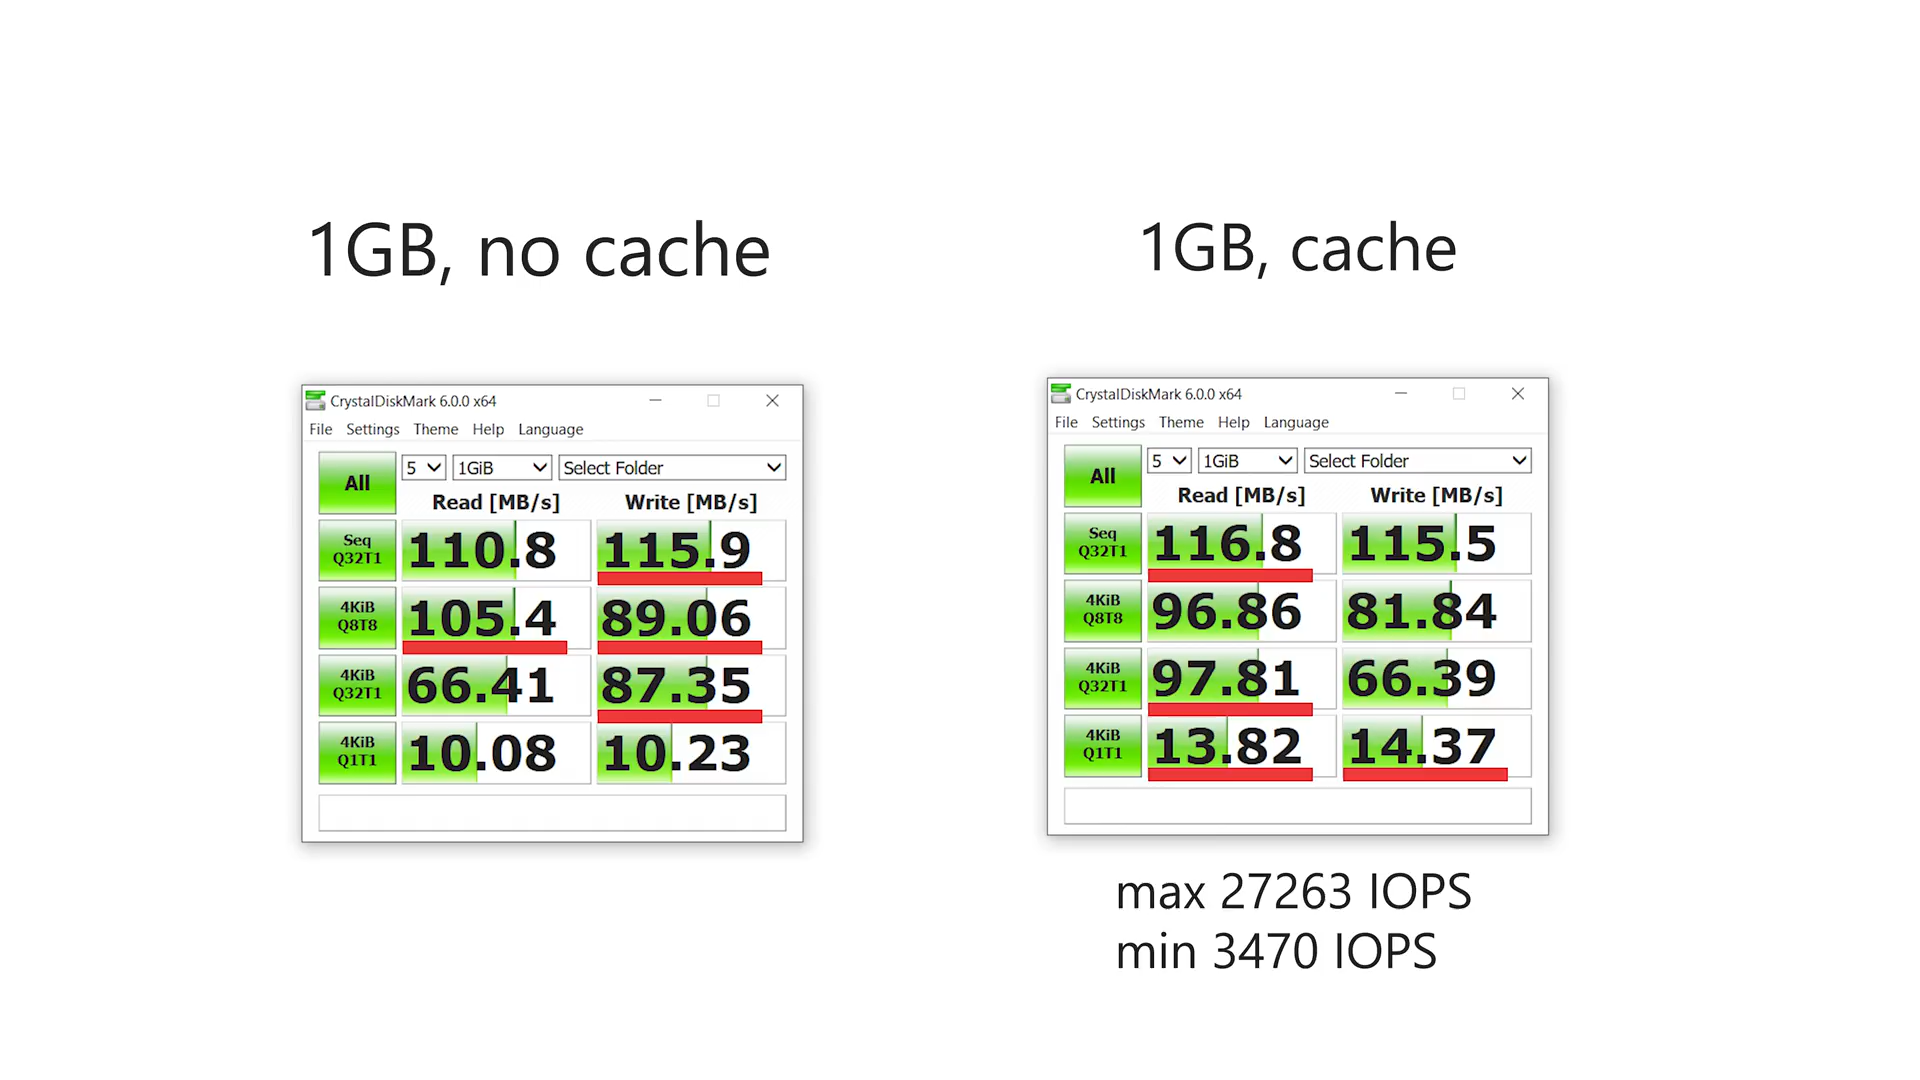 1GB, no cache
CrystalDiskMark 6.0.0 x64
File Settings Theme Help Language
All 5 1GiB Select Folder
Read [MB/s] Write [MB/s]
Seq Q32T1 110.8 115.9
4KiB Q8T8 105.4 89.06
4KiB Q32T1 66.41 87.35
4KiB Q1T1 10.08 10.23
1GB, cache
CrystalDiskMark 6.0.0 x64
File Settings Theme Help Language
All 5 1GiB Select Folder
Read [MB/s] Write [MB/s]
Seq Q32T1 116.8 115.5
4KiB Q8T8 96.86 81.84
4KiB Q32T1 97.81 66.39
4KiB Q1T1 13.82 14.37
max 27263 IOPS
min 3470 IOPS